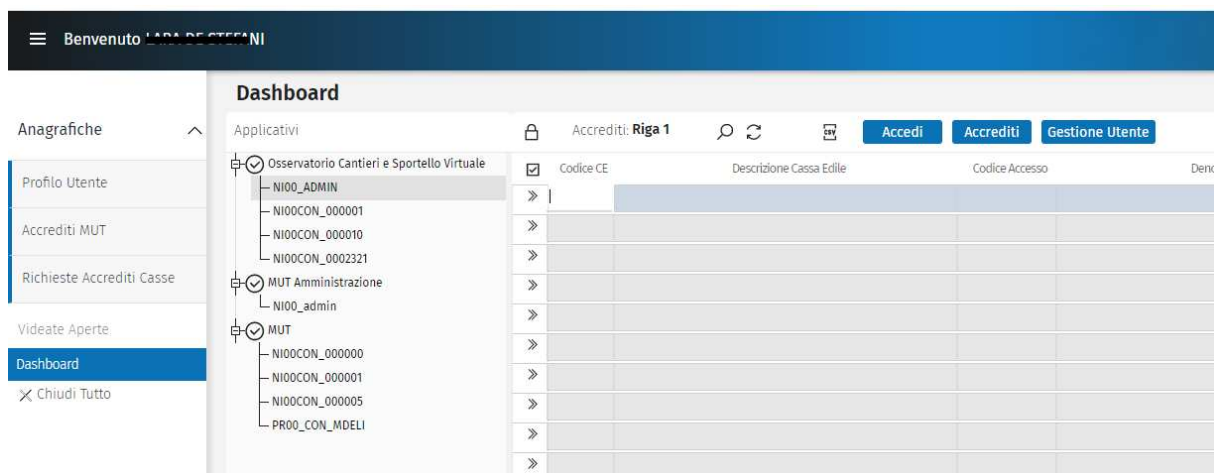 Benvenuto
Dashboard
Anagrafiche
Profilo Utente
Accrediti MUT
Richieste Accrediti Casse
Videate Aperte
Dashboard
Chiudi Tutto
Applicativi
Osservatorio Cantieri e Sportello Virtuale
NI00_ADMIN
NI00CON_000001
NI00CON_000010
NI00CON_0002321
MUT Amministrazione
NI00_admin
MUT
NI00CON_000000
NI00CON_000001
NI00CON_000005
PR00_CON_MDELI
Accrediti: Riga 1 CSV Accedi Accrediti Gestione Utente
Codice CE Descrizione Cassa Edile Codice Accesso Deno